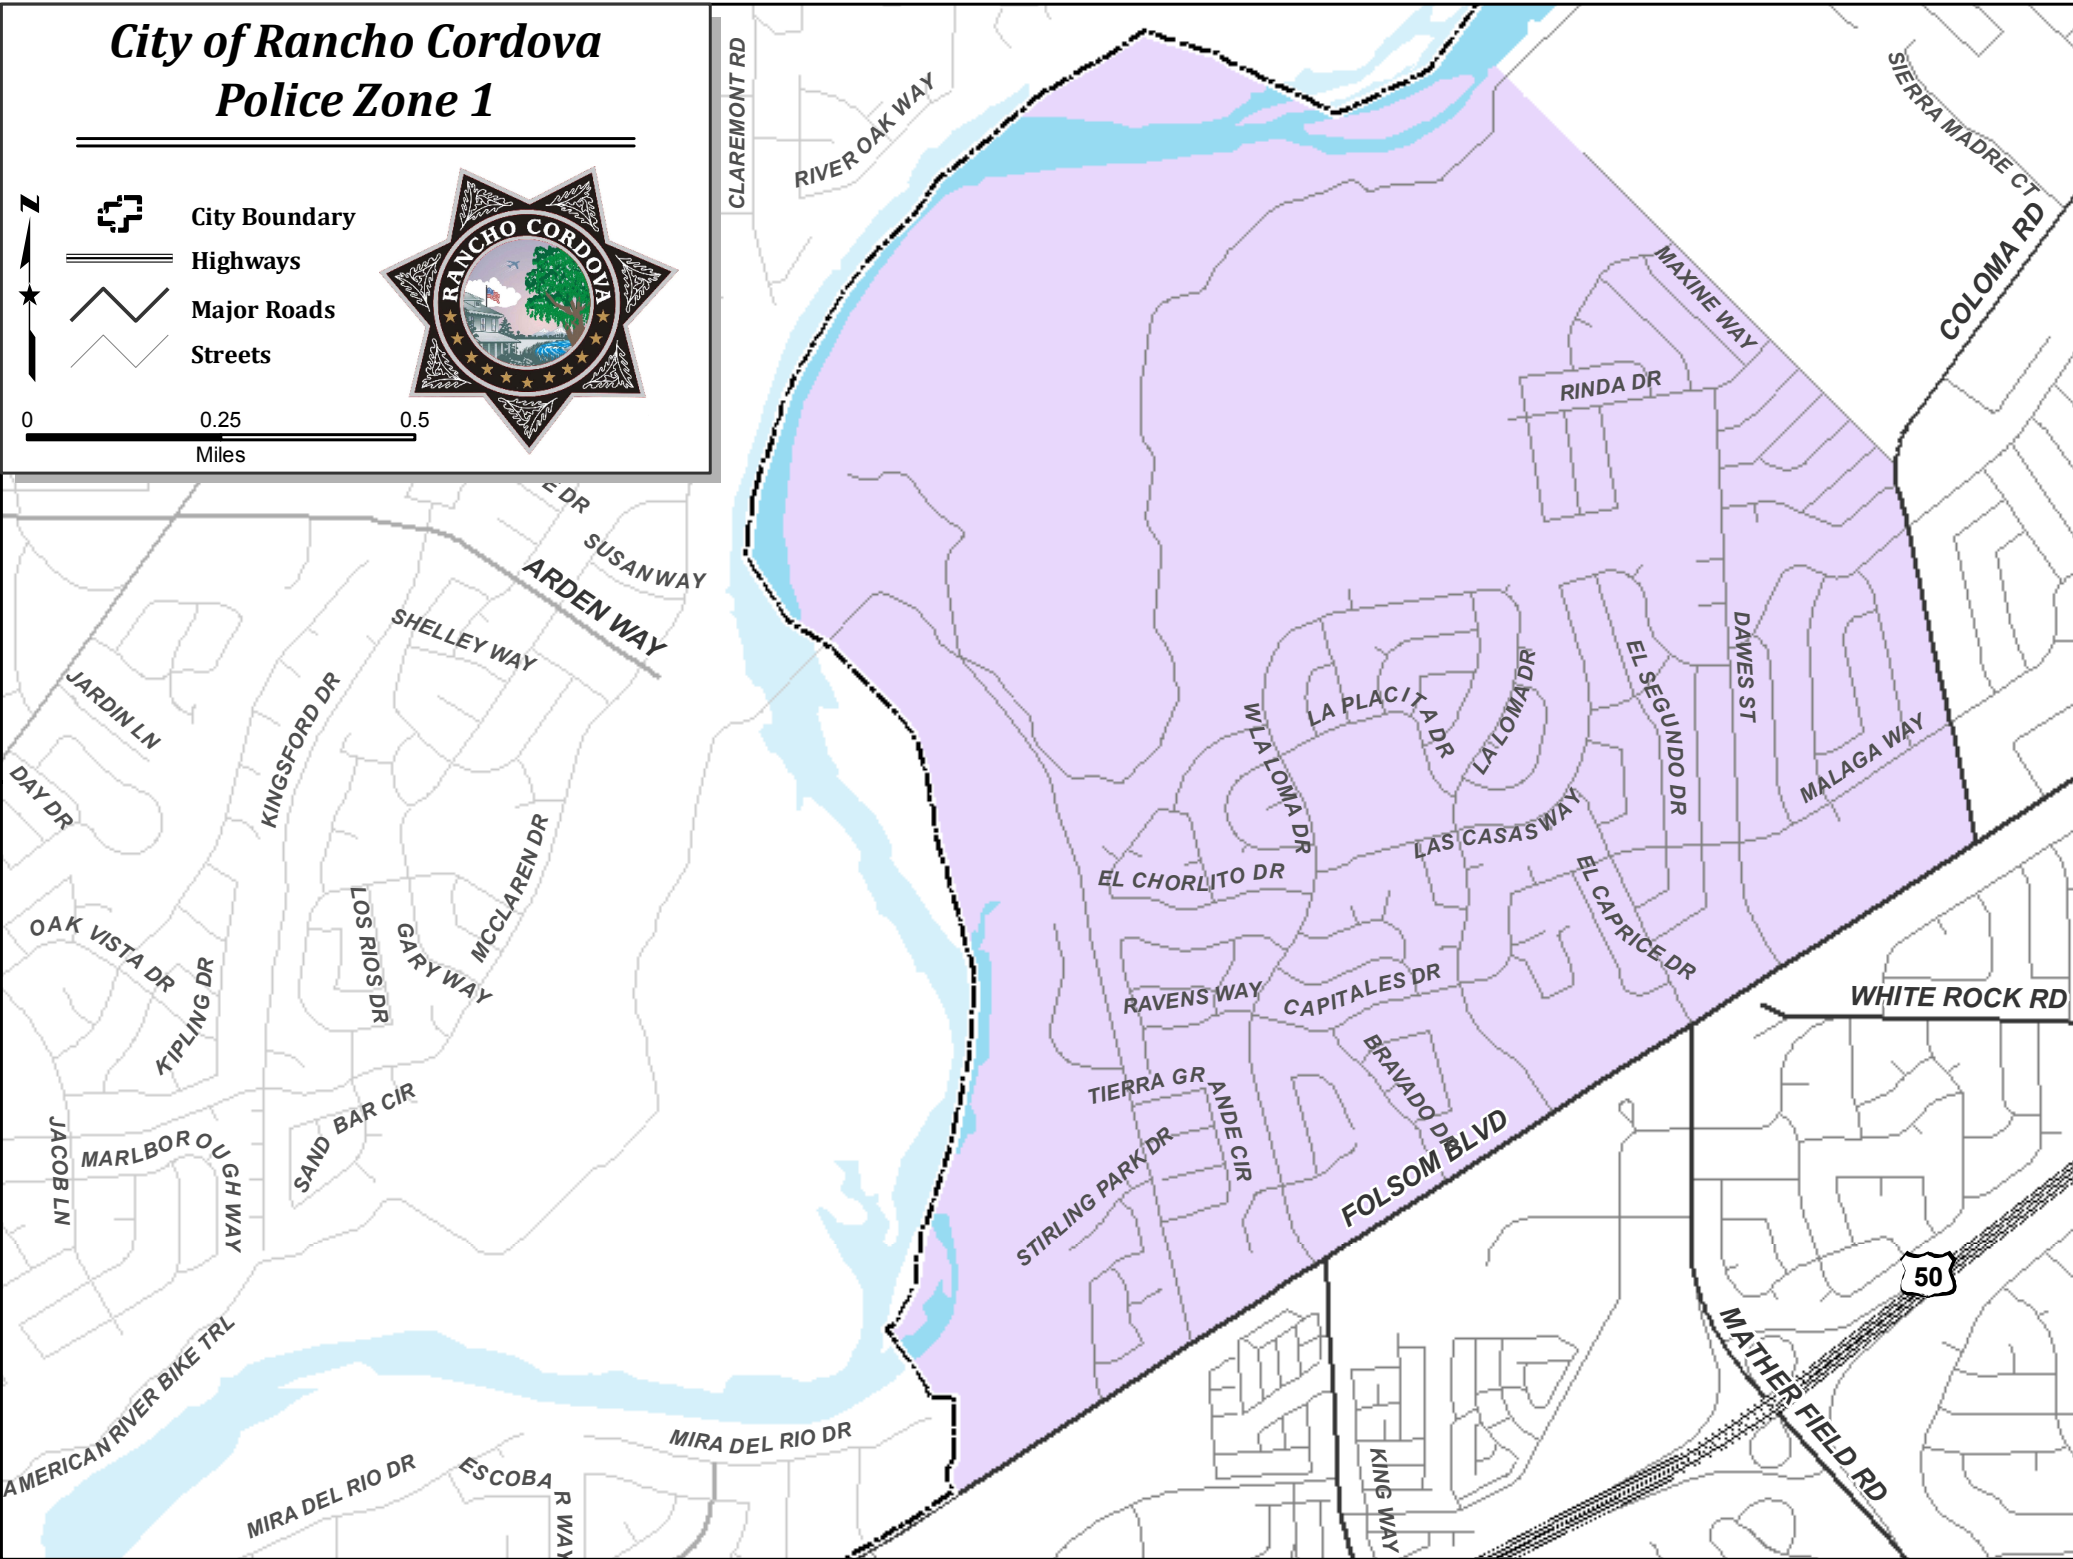 City of Rancho Cordova
Police Zone 1
N
City Boundary
Highways
Major Roads
Streets
RANCHO CORDOVA
0 0.25 0.5
Miles
CLAREMONT RD
RIVER OAK WAY
SIERRA MADRE CT
COLOMA RD
MAXINE WAY
RINDA DR
E DR
SUSAN WAY
ARDEN WAY
SHELLEY WAY
JARDIN LN
KINGSFORD DR
DAY DR
MCCLAREN DR
LOS RIOS DR
GARY WAY
OAK VISTA DR
KIPLING DR
SAND BAR CIR
JACOB LN
MARLBOROUGH WAY
AMERICAN RIVER BIKE TRL
MIRA DEL RIO DR
ESCOBAR WAY
MIRA DEL RIO DR
W LA LOMA DR
LA PLACITA DR
LA LOMA DR
EL SEGUNDO DR
DAWES ST
MALAGA WAY
LAS CASAS WAY
EL CHORLITO DR
EL CAPRICE DR
RAVENS WAY
CAPITALES DR
BRAVADO DR
TIERRA GRANDE CIR
STIRLING PARK DR
FOLSOM BLVD
WHITE ROCK RD
50
MATHER FIELD RD
KING WAY